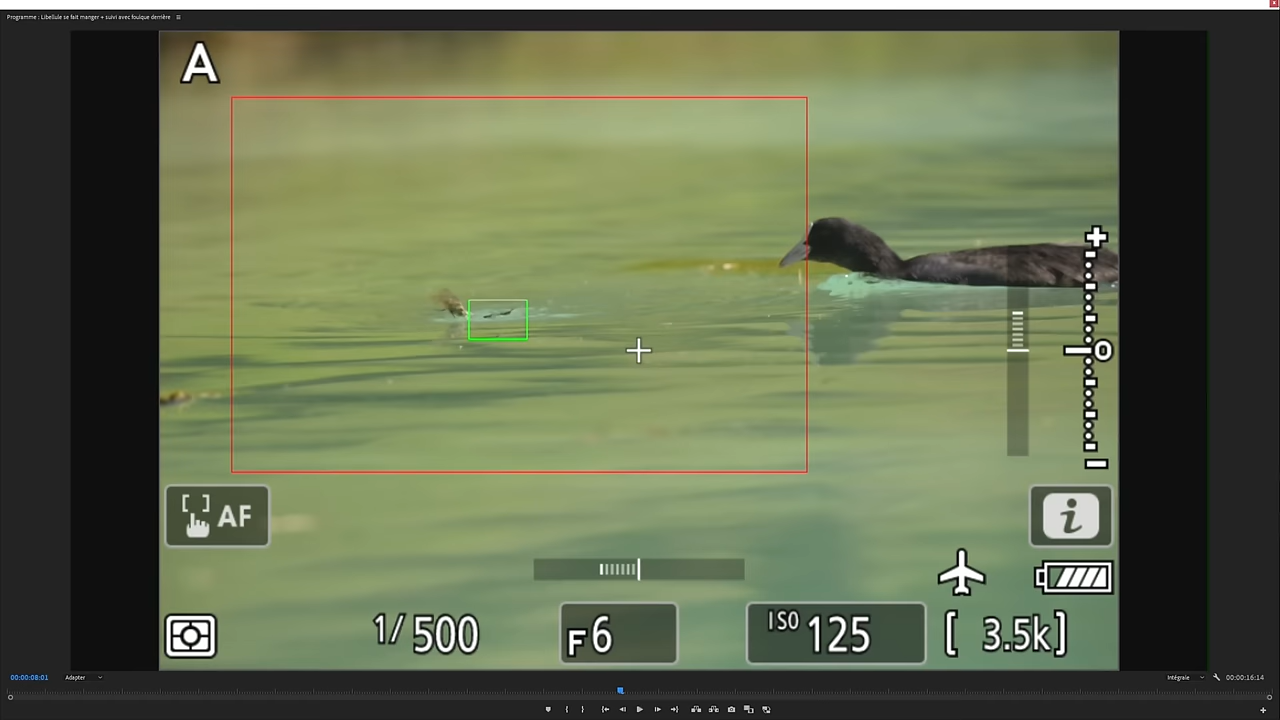 Programme : Libellule se fait manger + suivi avec foulque derrière
A
AF
i
0
1/500
F6
ISO 125
[ 3.5k]
00:00:08:01
Adapter
Intégrale
00:00:16:14